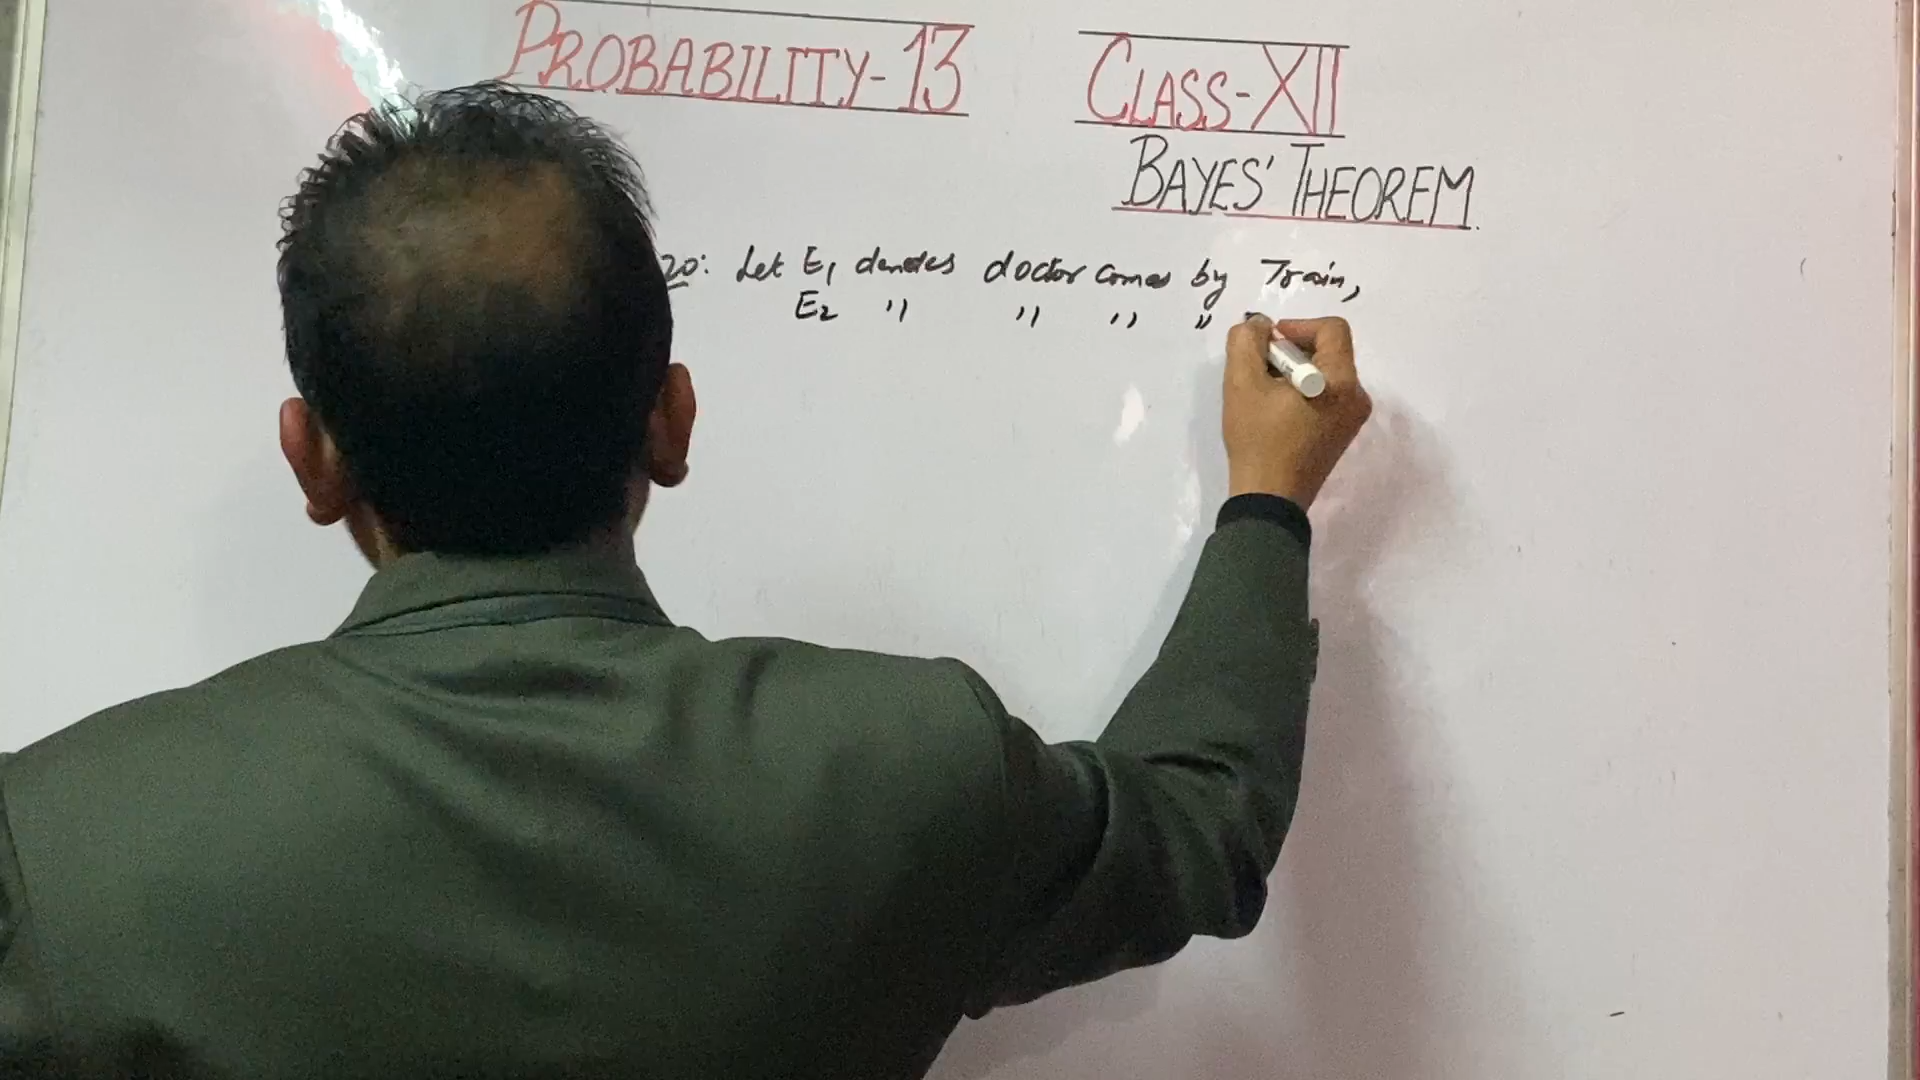 PROBABILITY-13 CLASS-XII
BAYES' THEOREM.
20: Let E1 denotes doctor comes by Train,
E2 " " " "